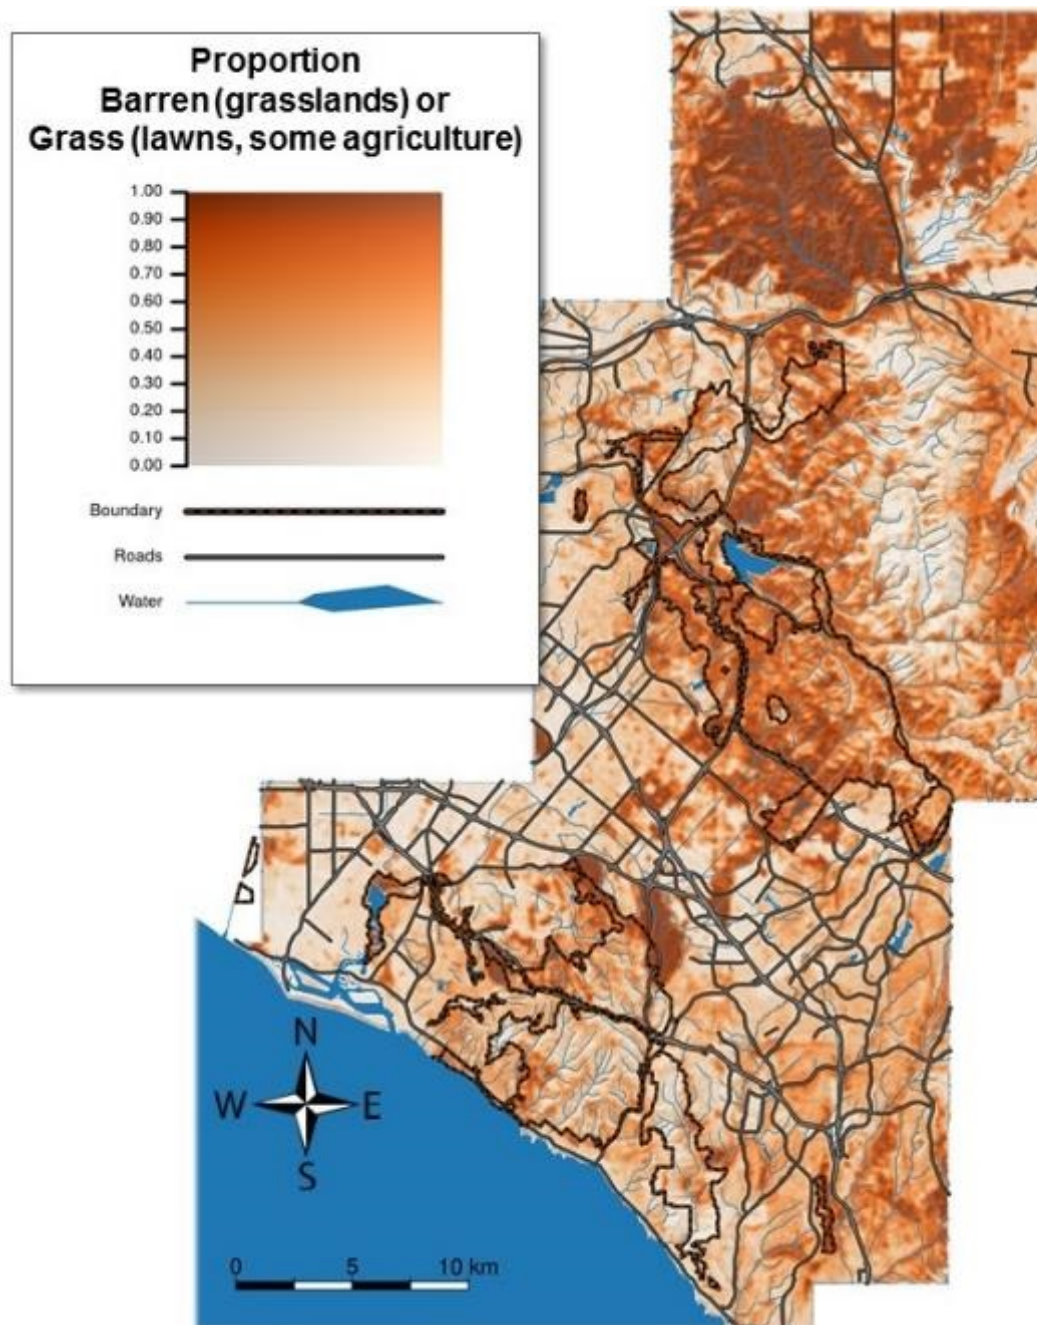 Proportion
Barren (grasslands) or
Grass (lawns, some agriculture)
1.00
0.90
0.80
0.70
0.60
0.50
0.40
0.30
0.20
0.10
0.00
Boundary
Roads
Water
N
W E
S
0 5 10 km